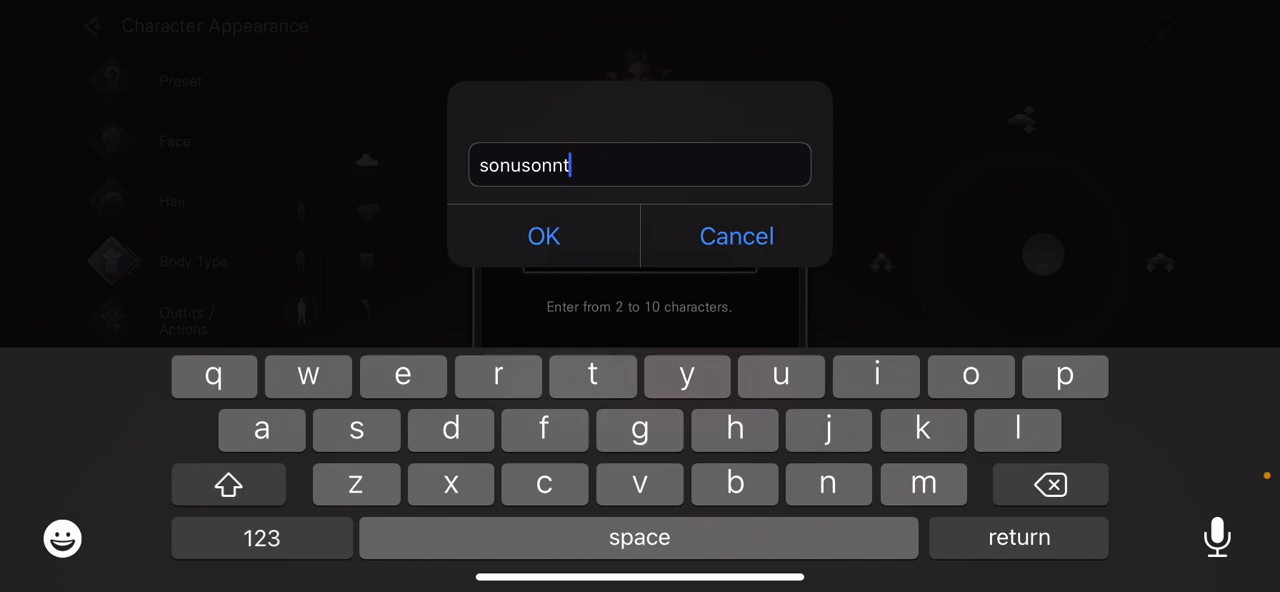 Character Appearance
Preset
Face
Hair
Body Type
Outfits /
Actions
sonusonnt
OK
Cancel
Enter from 2 to 10 characters.
q w e r t y u i o p
a s d f g h j k l
z x c v b n m
123
space
return